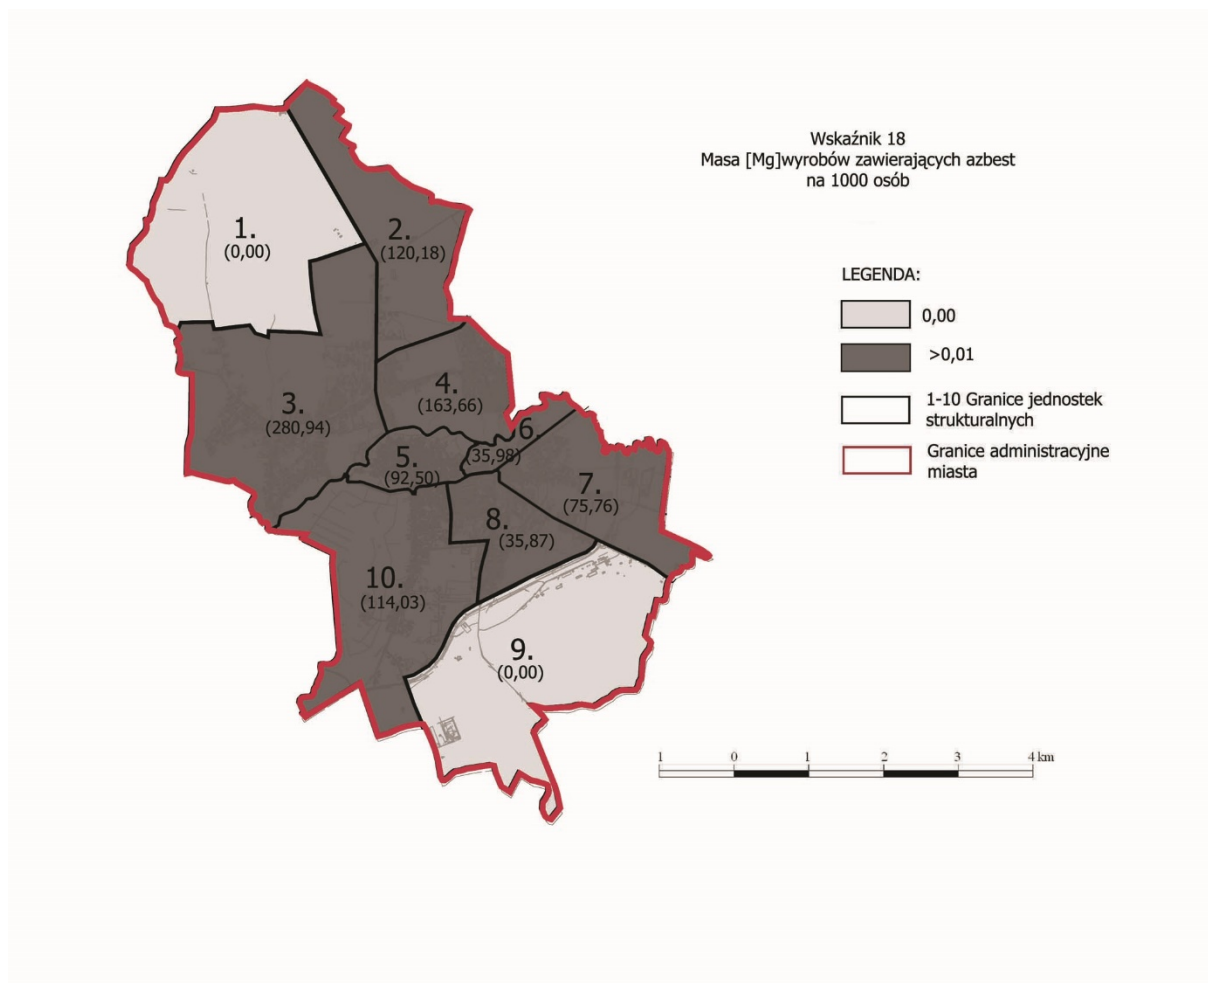 Wskaźnik 18
Masa [Mg]wyrobów zawierających azbest
na 1000 osób
LEGENDA:
0,00
>0,01
1-10 Granice jednostek
strukturalnych
Granice administracyjne
miasta
1.
(0,00)
2.
(120,18)
3.
(280,94)
4.
(163,66)
5.
(92,50)
6.
(35,98)
7.
(75,76)
8.
(35,87)
9.
(0,00)
10.
(114,03)
1 0 1 2 3 4 km